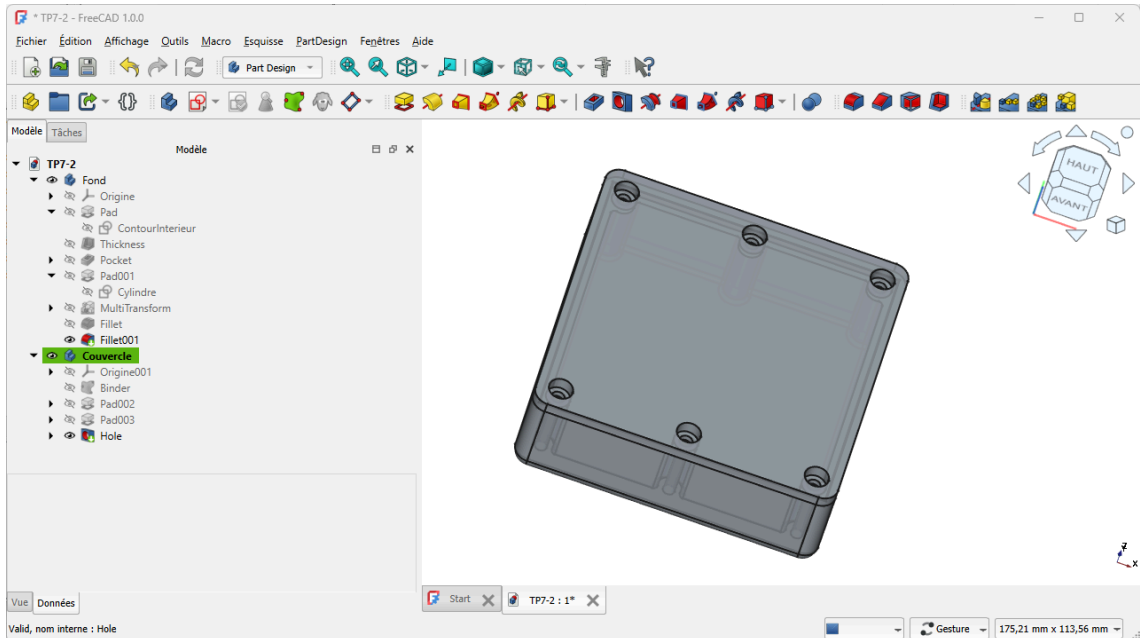 * TP7-2 - FreeCAD 1.0.0
Fichier Édition Affichage Outils Macro Esquisse PartDesign Fenêtres Aide
Part Design
Modèle Tâches
Modèle
TP7-2
Fond
Origine
Pad
ContourInterieur
Thickness
Pocket
Pad001
Cylindre
MultiTransform
Fillet
Fillet001
Couvercle
Origine001
Binder
Pad002
Pad003
Hole
HAUT
AVANT
Z
x
Vue Données
Start TP7-2 : 1*
Valid, nom interne : Hole
Gesture 175,21 mm x 113,56 mm